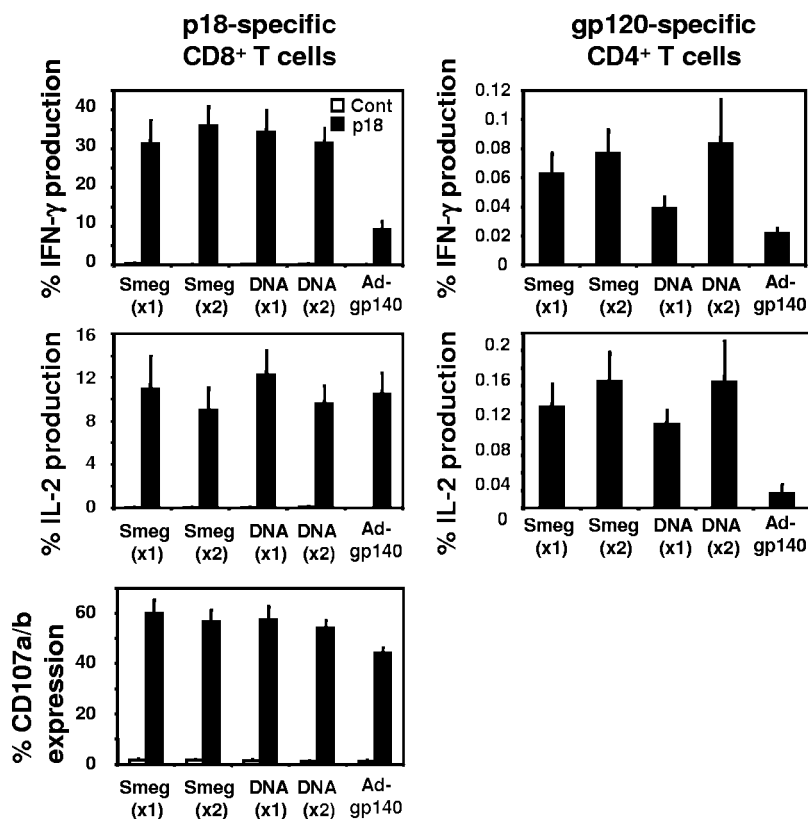 p18-specific
CD8+ T cells
gp120-specific
CD4+ T cells
% IFN-γ production
40
30
20
10
0
Cont
p18
Smeg
(x1)
Smeg
(x2)
DNA
(x1)
DNA
(x2)
Ad-
gp140
% IFN-γ production
0.12
0.1
0.08
0.06
0.04
0.02
0
Smeg
(x1)
Smeg
(x2)
DNA
(x1)
DNA
(x2)
Ad-
gp140
% IL-2 production
16
12
8
4
0
Smeg
(x1)
Smeg
(x2)
DNA
(x1)
DNA
(x2)
Ad-
gp140
% IL-2 production
0.2
0.16
0.12
0.08
0.04
0
Smeg
(x1)
Smeg
(x2)
DNA
(x1)
DNA
(x2)
Ad-
gp140
% CD107a/b
expression
60
40
20
0
Smeg
(x1)
Smeg
(x2)
DNA
(x1)
DNA
(x2)
Ad-
gp140